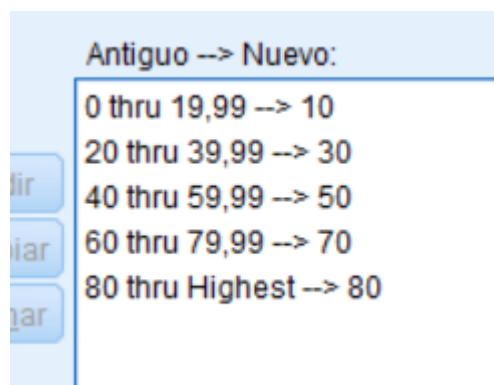 Antiguo --> Nuevo:
0 thru 19,99 --> 10
20 thru 39,99 --> 30
40 thru 59,99 --> 50
60 thru 79,99 --> 70
80 thru Highest --> 80